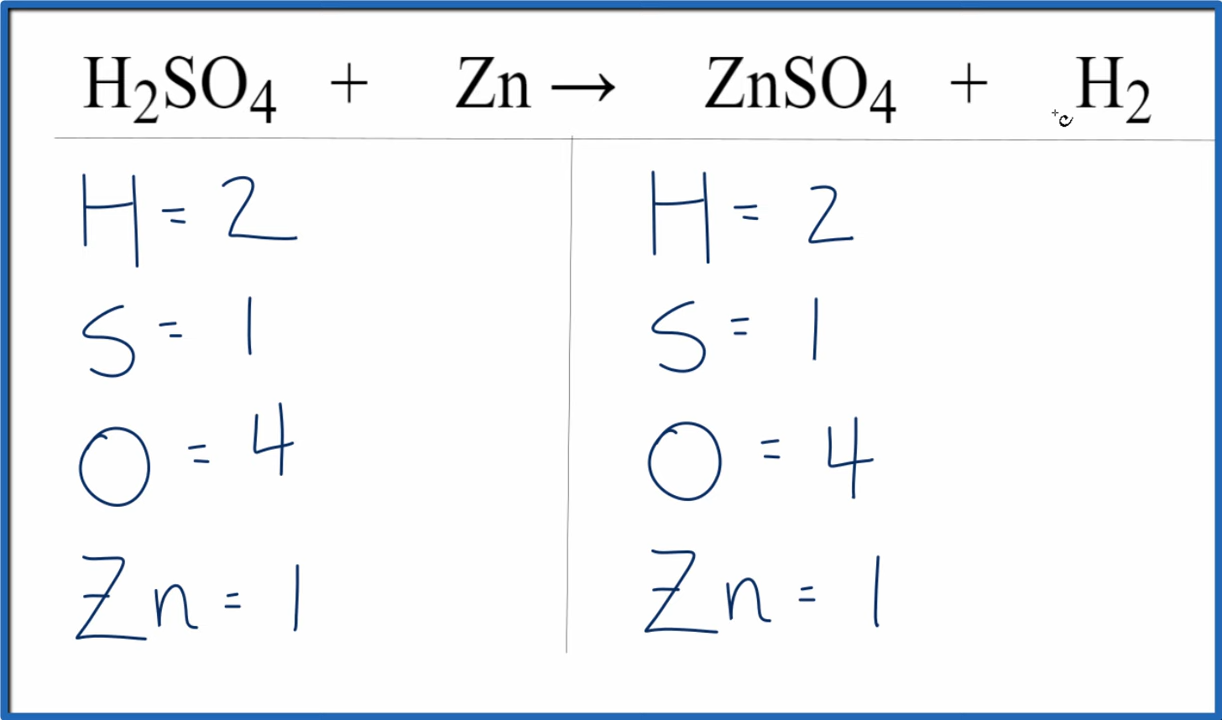 H₂SO₄ + Zn → ZnSO₄ + H₂
H = 2
S = 1
O = 4
Zn = 1
H = 2
S = 1
O = 4
Zn = 1